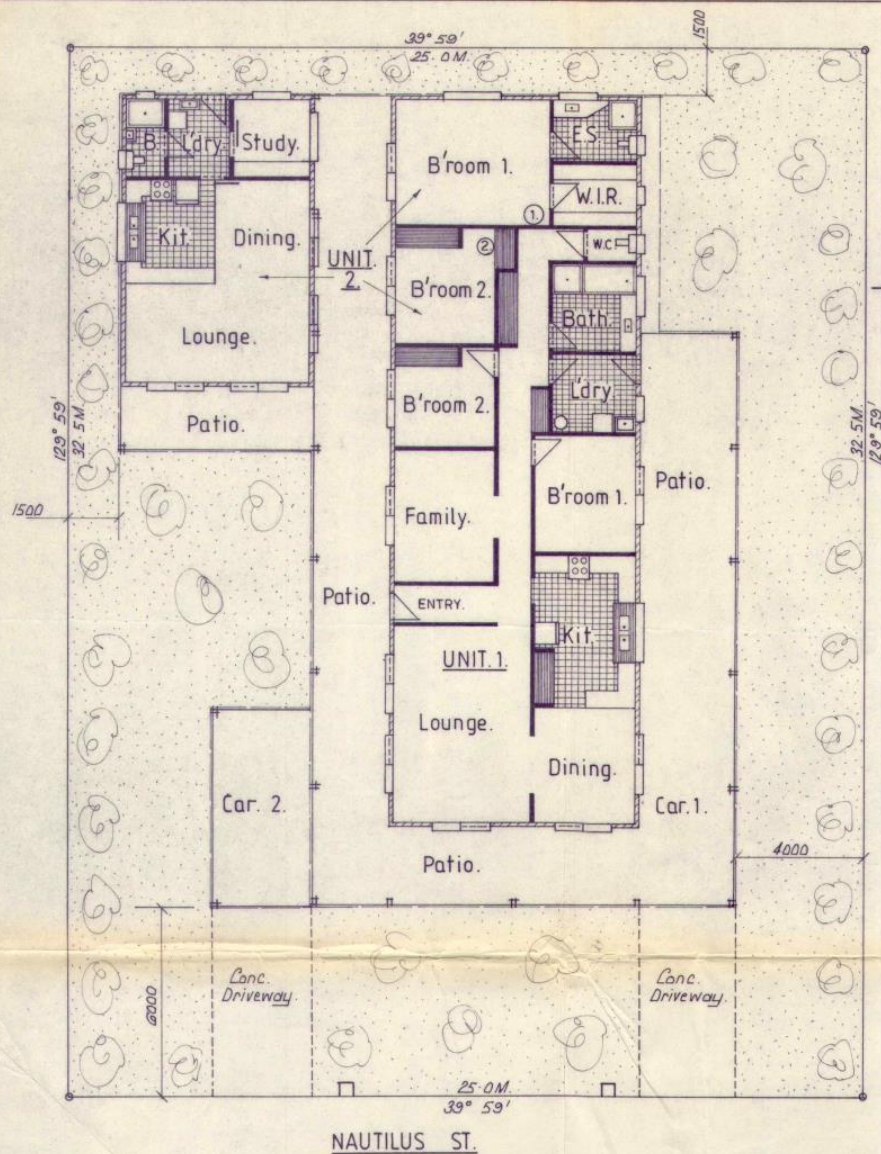 39° 59'
25·0 M.
1500
B.
L'dry
Study.
B'room 1.
E.S.
W.I.R.
①.
Kit.
Dining.
UNIT.
2.
②
W.C.
B'room 2.
Bath.
Lounge.
B'room 2.
L'dry
Patio.
129° 59'
32·5 M.
32·5 M.
129° 59'
1500
B'room 1.
Patio.
Family.
Patio.
ENTRY.
Kit.
UNIT. 1.
Lounge.
Dining.
Car. 2.
Car. 1.
Patio.
4000
6000
Conc.
Driveway.
Conc.
Driveway.
25·0 M.
39° 59'
NAUTILUS ST.